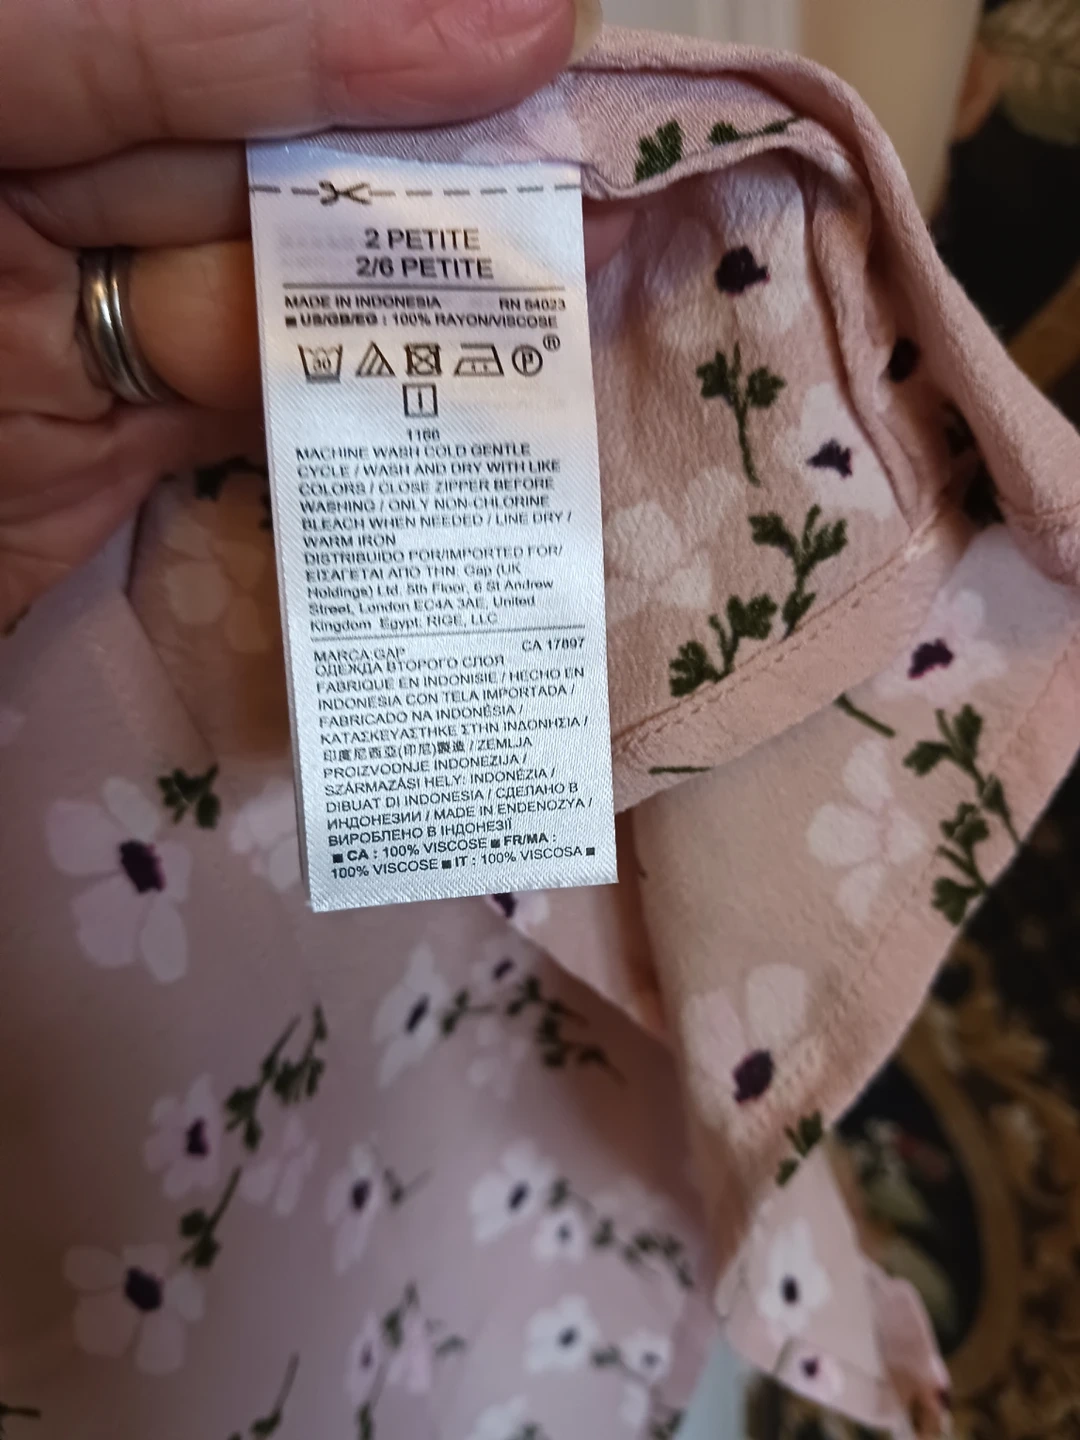 2 PETITE
2/6 PETITE
MADE IN INDONESIA RN 54023
■ US/GB/EG : 100% RAYON/VISCOSE
30 P ®
I
1166
MACHINE WASH COLD GENTLE
CYCLE / WASH AND DRY WITH LIKE
COLORS / CLOSE ZIPPER BEFORE
WASHING / ONLY NON-CHLORINE
BLEACH WHEN NEEDED / LINE DRY /
WARM IRON
DISTRIBUIDO POR/IMPORTED FOR/
ΕΙΣΑΓΕΤΑΙ ΑΠΟ ΤΗΝ: Gap (UK
Holdings) Ltd. 5th Floor, 6 St Andrew
Street, London EC4A 3AE, United
Kingdom Egypt: RIGE, LLC
MARCA:GAP CA 17897
ОДЕЖДА ВТОРОГО СЛОЯ
FABRIQUÉ EN INDONISIE / HECHO EN
INDONESIA CON TELA IMPORTADA /
FABRICADO NA INDONÉSIA /
ΚΑΤΑΣΚΕΥΑΣΤΗΚΕ ΣΤΗΝ ΙΝΔΟΝΗΣΙΑ /
印度尼西亞(印尼)製造 / ZEMLJA
PROIZVODNJE INDONEZIJA /
SZÁRMAZÁSI HELY: INDONÉZIA /
DIBUAT DI INDONESIA / СДЕЛАНО В
ИНДОНЕЗИИ / MADE IN ENDENOZYA /
ВИРОБЛЕНО В ІНДОНЕЗІЇ
■ CA : 100% VISCOSE ■ FR/MA :
100% VISCOSE ■ IT : 100% VISCOSA ■